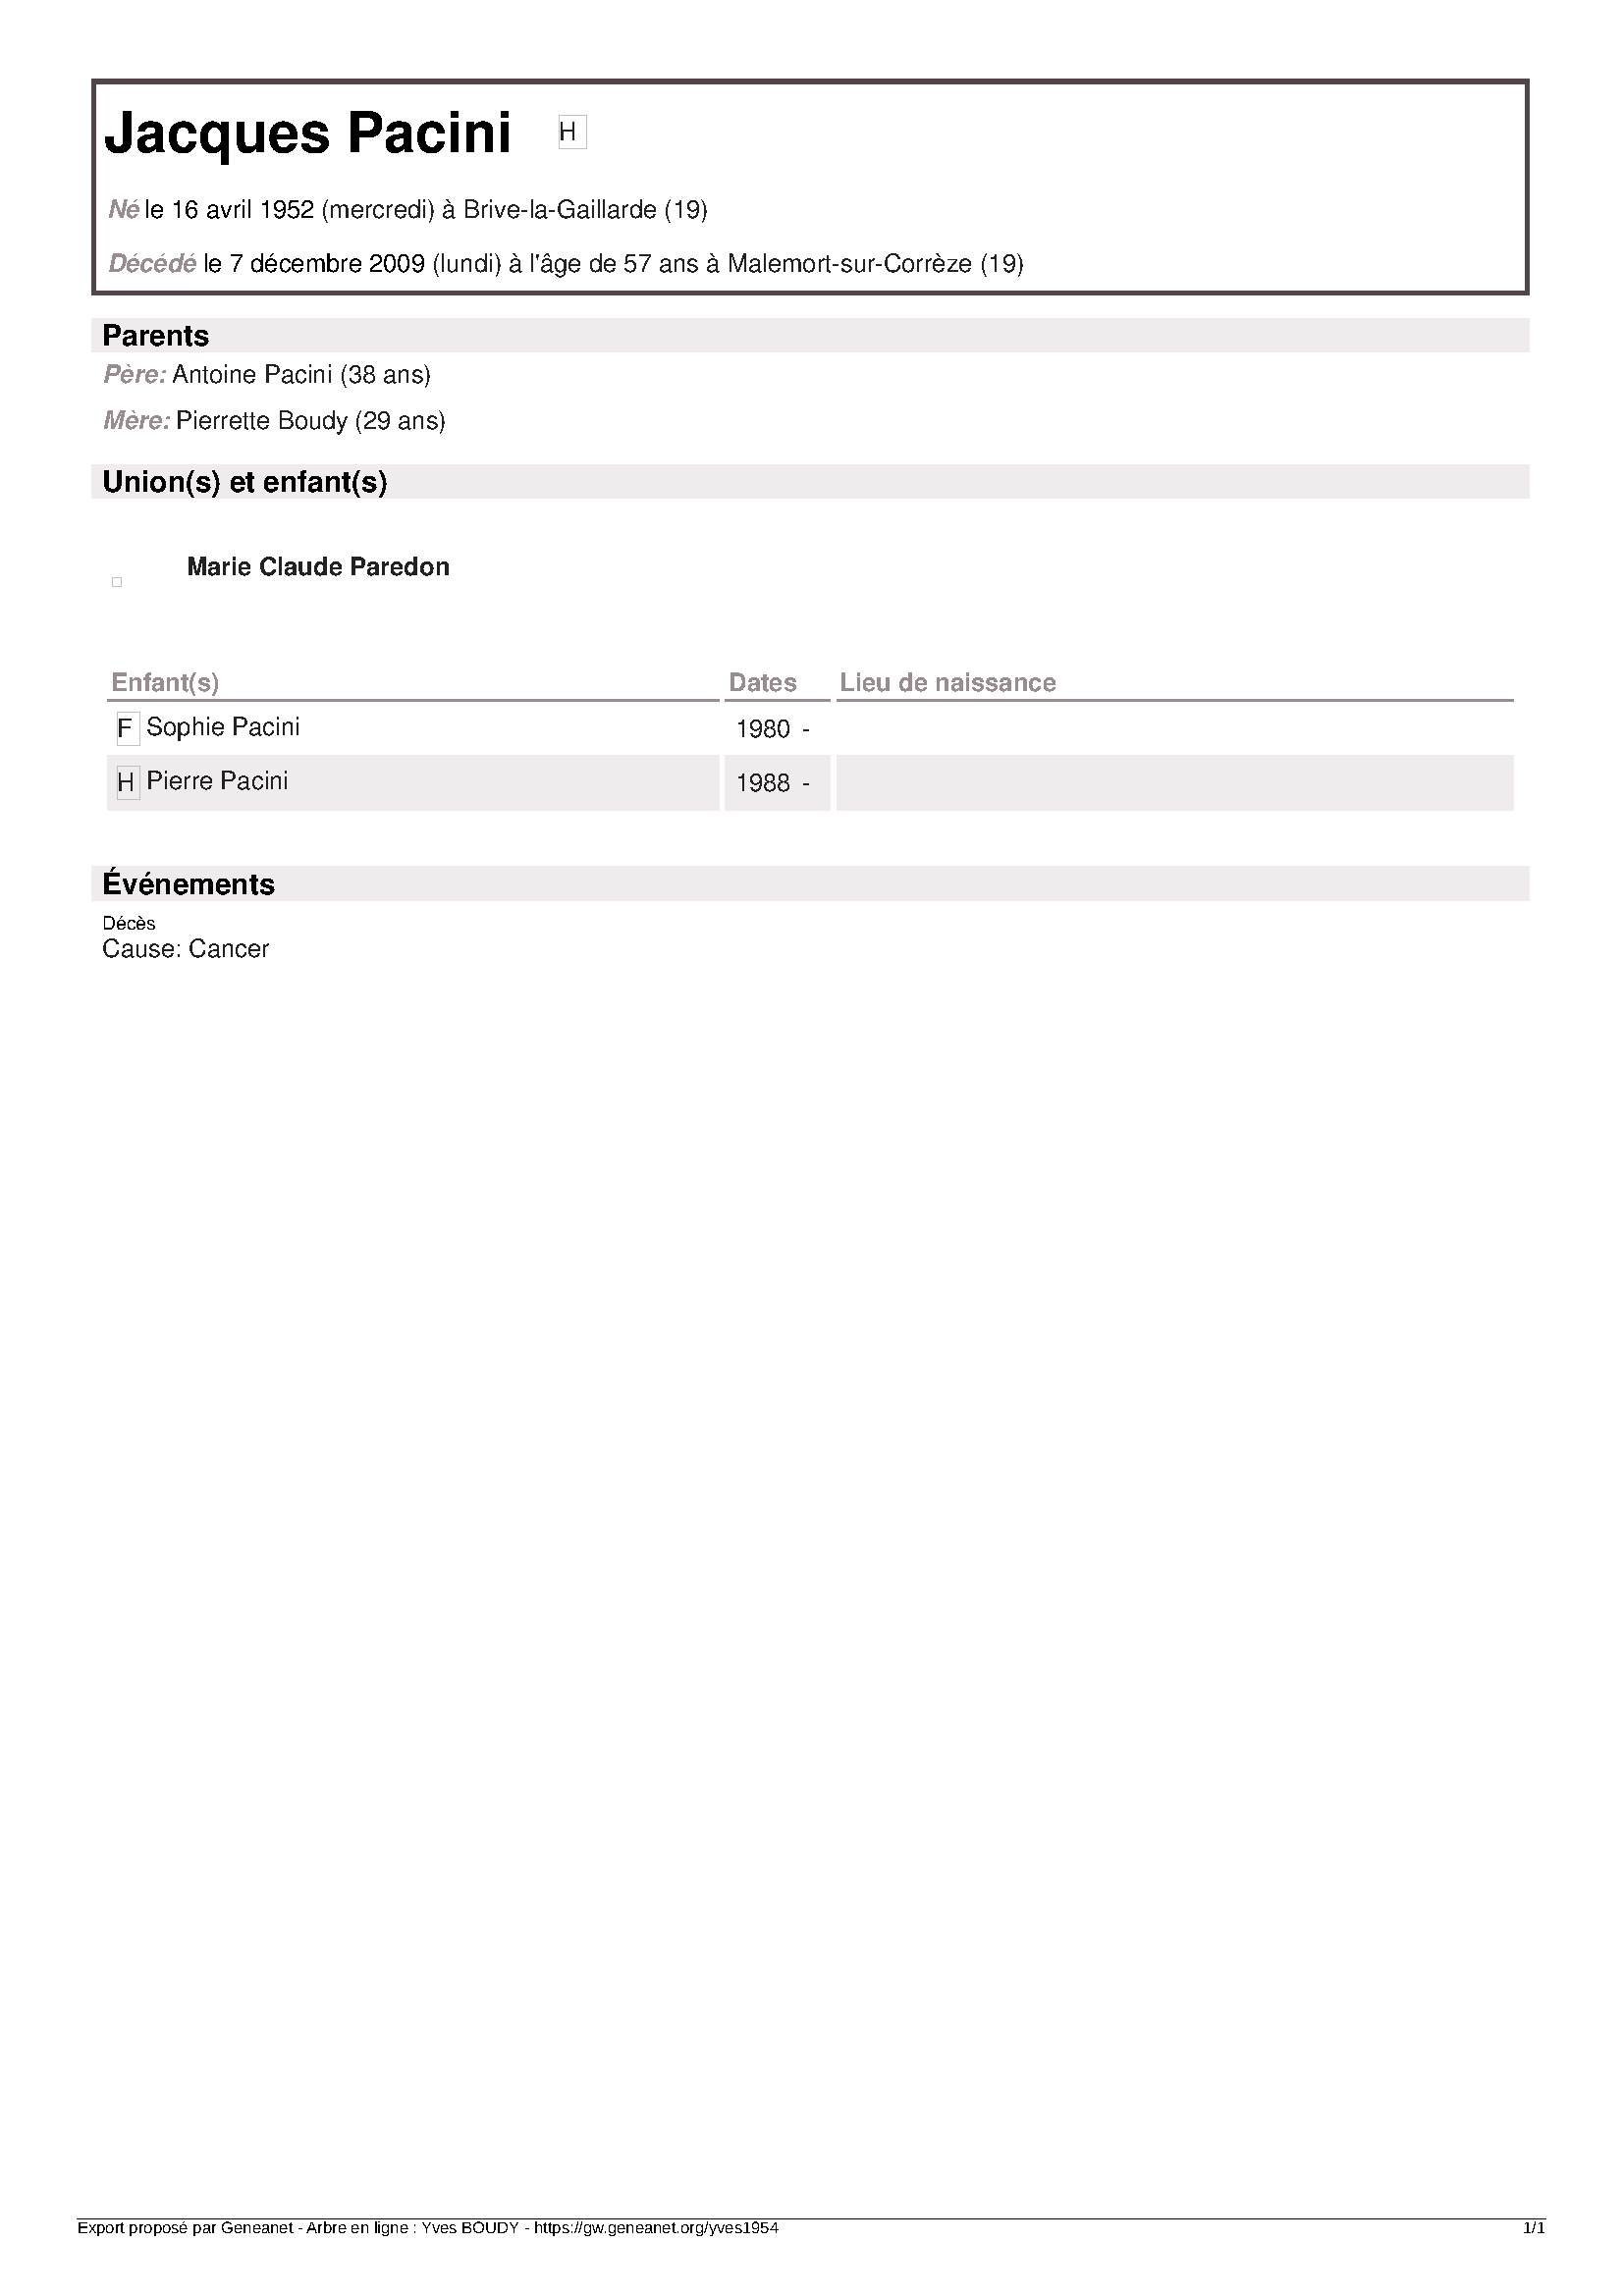 Jacques Pacini H
Né le 16 avril 1952 (mercredi) à Brive-la-Gaillarde (19)
Décédé le 7 décembre 2009 (lundi) à l'âge de 57 ans à Malemort-sur-Corrèze (19)
Parents
Père: Antoine Pacini (38 ans)
Mère: Pierrette Boudy (29 ans)
Union(s) et enfant(s)
Marie Claude Paredon
Enfant(s) Dates Lieu de naissance
F Sophie Pacini 1980 -
H Pierre Pacini 1988 -
Événements
Décès
Cause: Cancer
Export proposé par Geneanet - Arbre en ligne : Yves BOUDY - https://gw.geneanet.org/yves1954 1/1